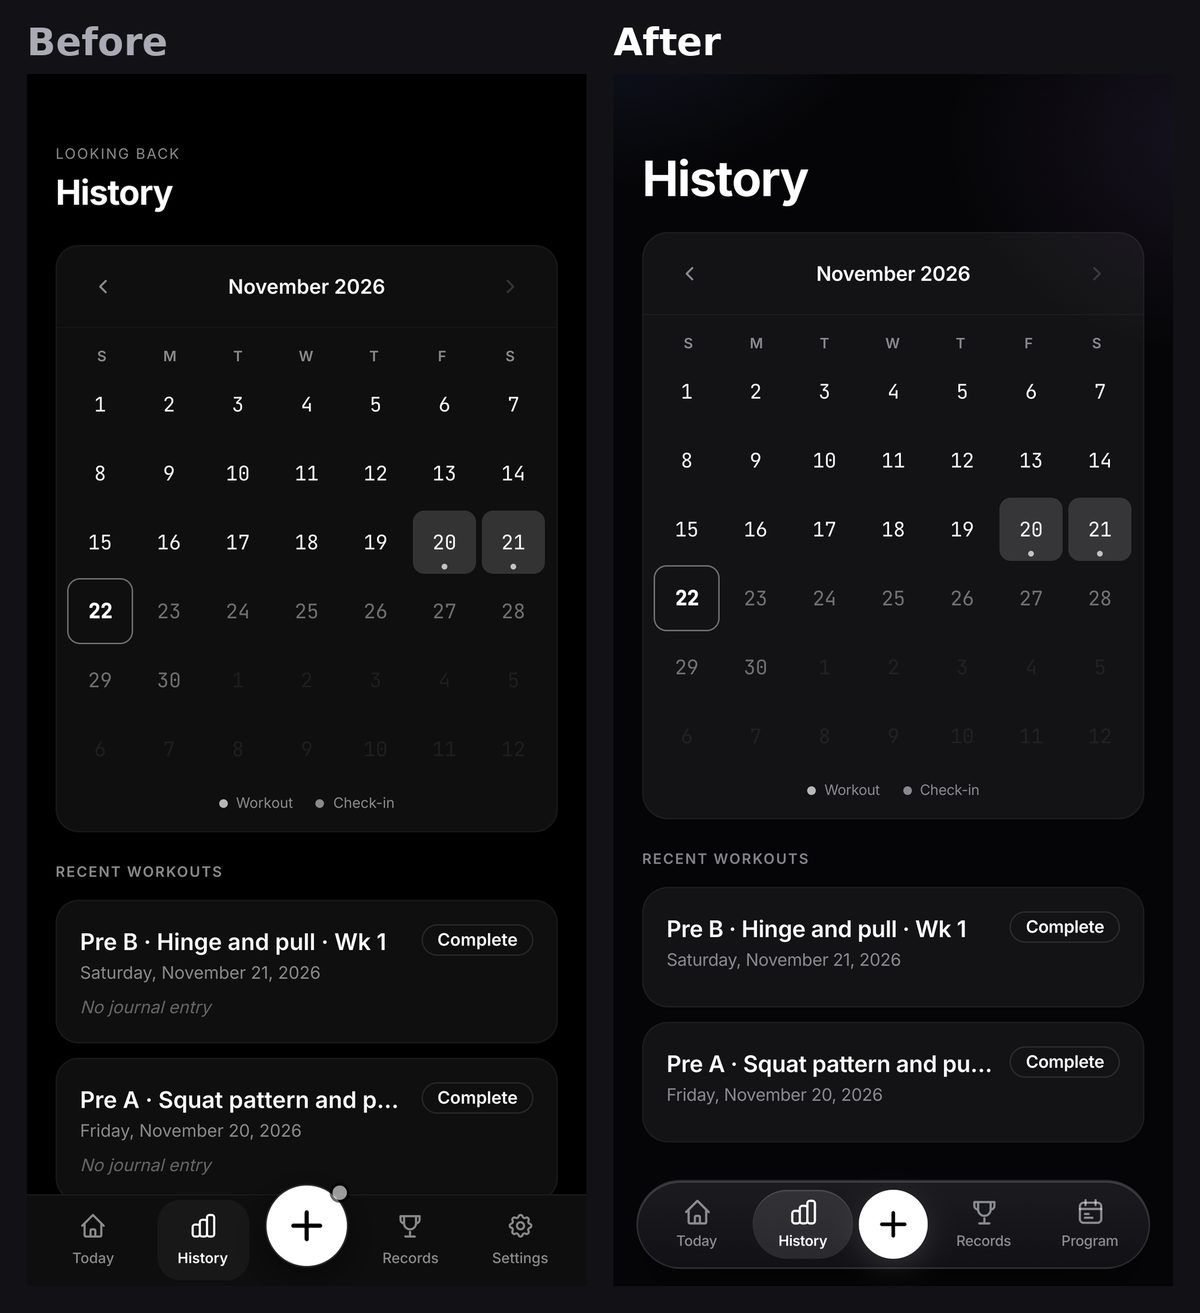 Before
LOOKING BACK
History
November 2026
S M T W T F S
1 2 3 4 5 6 7
8 9 10 11 12 13 14
15 16 17 18 19 20 21
22 23 24 25 26 27 28
29 30 1 2 3 4 5
6 7 8 9 10 11 12
Workout Check-in
RECENT WORKOUTS
Pre B · Hinge and pull · Wk 1 Complete
Saturday, November 21, 2026
No journal entry
Pre A · Squat pattern and p... Complete
Friday, November 20, 2026
No journal entry
Today History Records Settings
After
History
November 2026
S M T W T F S
1 2 3 4 5 6 7
8 9 10 11 12 13 14
15 16 17 18 19 20 21
22 23 24 25 26 27 28
29 30 1 2 3 4 5
6 7 8 9 10 11 12
Workout Check-in
RECENT WORKOUTS
Pre B · Hinge and pull · Wk 1 Complete
Saturday, November 21, 2026
Pre A · Squat pattern and pu... Complete
Friday, November 20, 2026
Today History Records Program